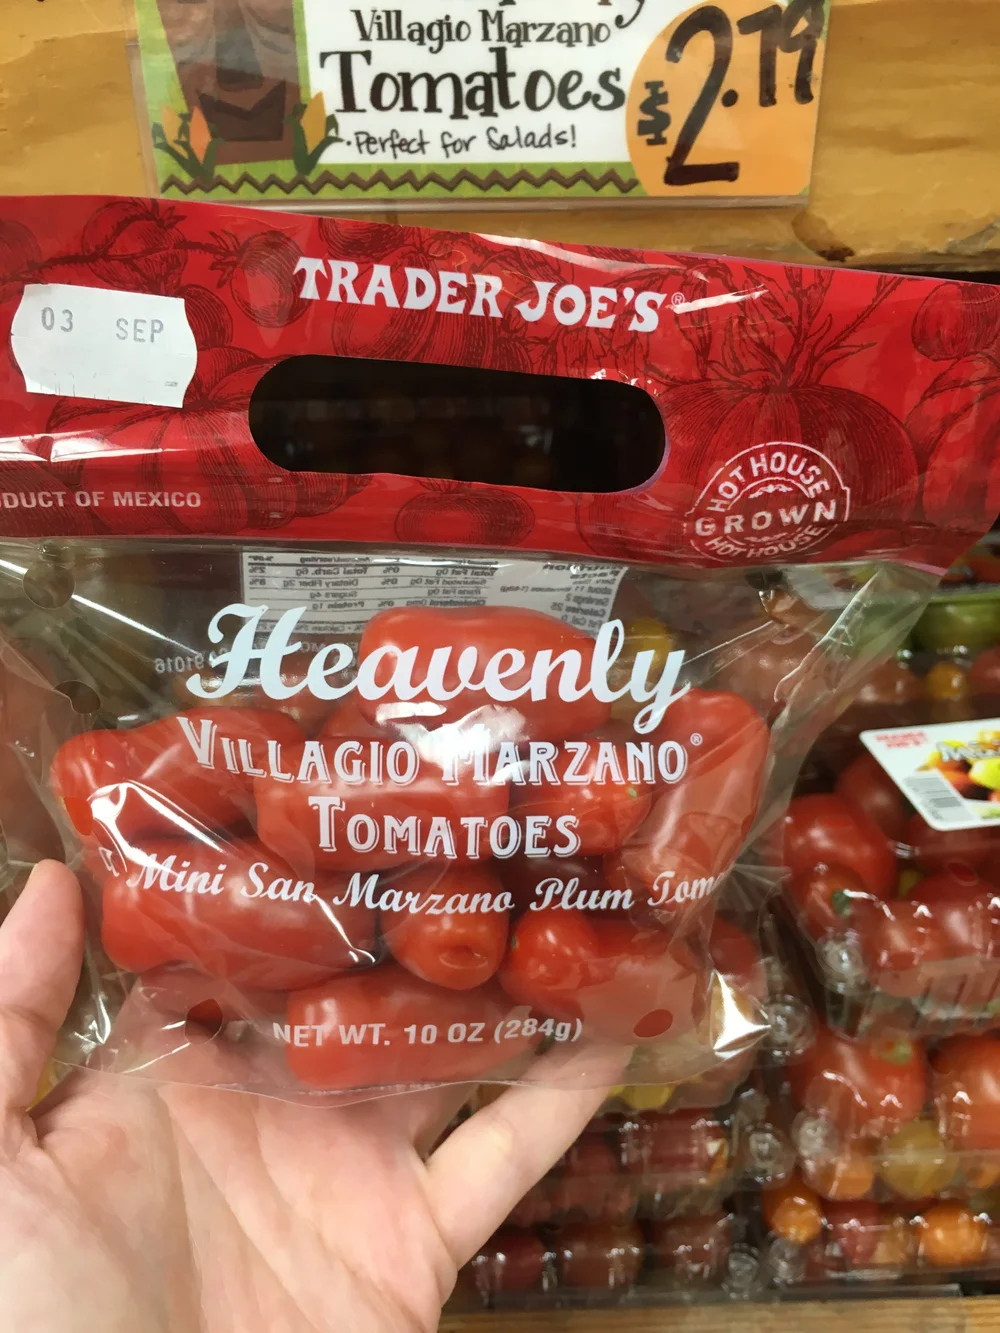 Villagio Marzano
Tomatoes
• Perfect for Salads!
$2.79
TRADER JOE'S®
03 SEP
DUCT OF MEXICO
HOT HOUSE
GROWN
HOT HOUSE
Heavenly
VILLAGIO MARZANO®
TOMATOES
Mini San Marzano Plum Tom
NET WT. 10 OZ (284g)